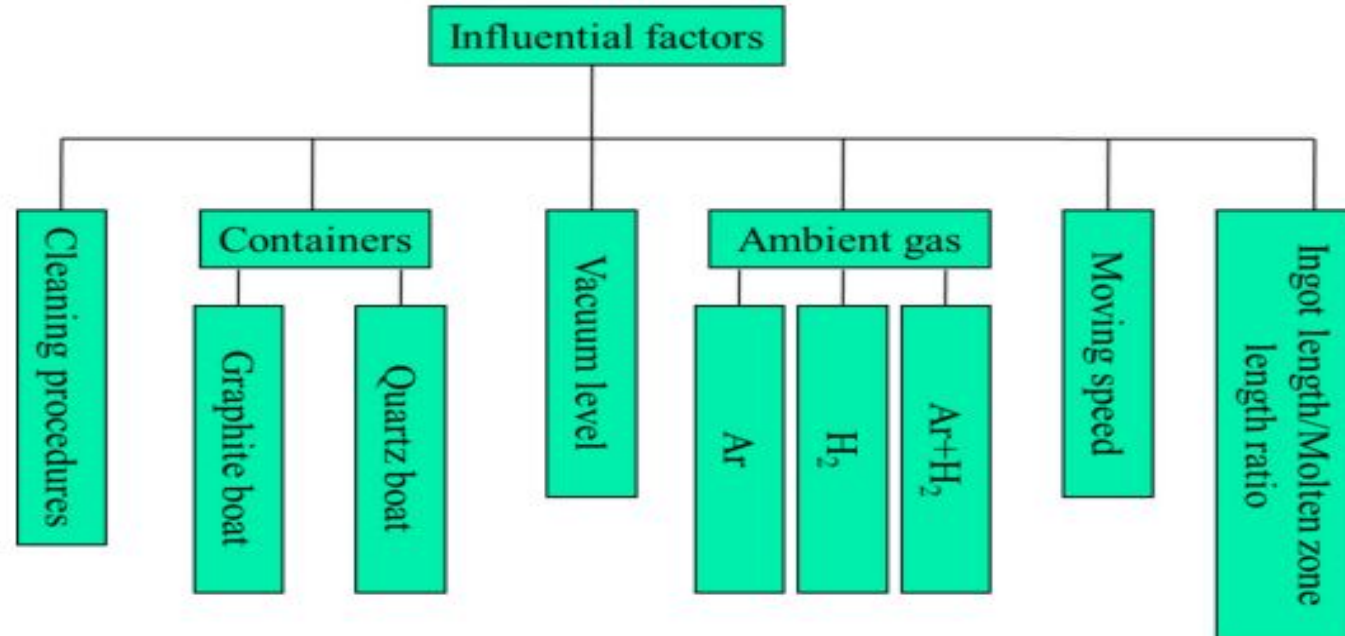 Influential factors
Cleaning procedures
Containers
Graphite boat
Quartz boat
Vacuum level
Ambient gas
Ar
H₂
Ar+H₂
Moving speed
Ingot length/Molten zone
length ratio